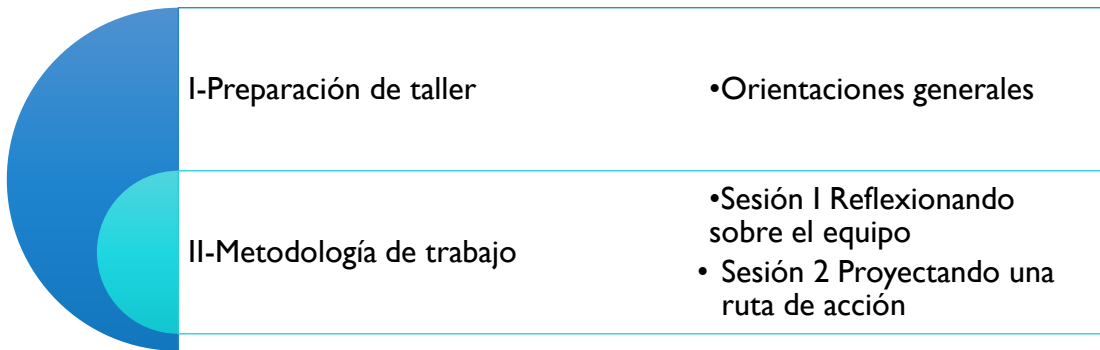 I-Preparación de taller
•Orientaciones generales
II-Metodología de trabajo
•Sesión I Reflexionando
sobre el equipo
• Sesión 2 Proyectando una
ruta de acción